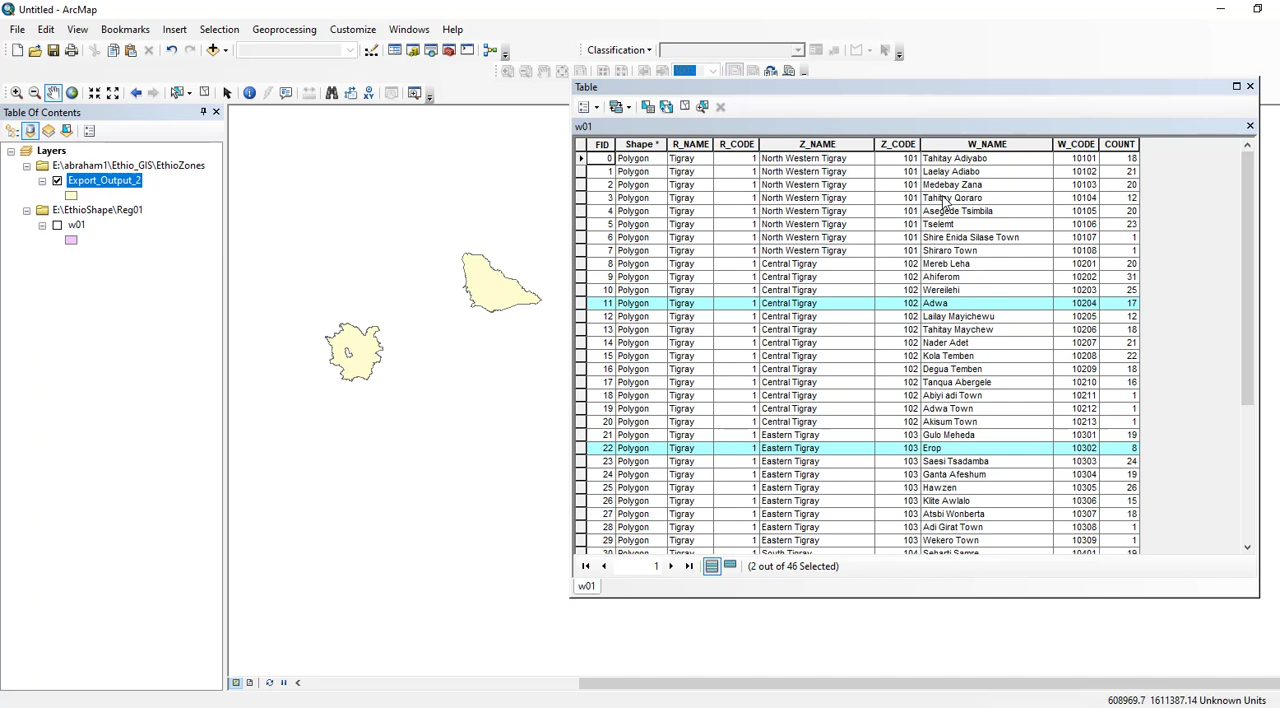 Untitled - ArcMap
File Edit View Bookmarks Insert Selection Geoprocessing Customize Windows Help
Classification
Table Of Contents
Layers
E:\abraham1\Ethio_GIS\EthioZones
Export_Output_2
E:\EthioShape\Reg01
w01
Table
w01
FID Shape * R_NAME R_CODE Z_NAME Z_CODE W_NAME W_CODE COUNT
0 Polygon Tigray 1 North Western Tigray 101 Tahitay Adiyabo 10101 18
1 Polygon Tigray 1 North Western Tigray 101 Laelay Adiabo 10102 21
2 Polygon Tigray 1 North Western Tigray 101 Medebay Zana 10103 20
3 Polygon Tigray 1 North Western Tigray 101 Tahitay Qoraro 10104 12
4 Polygon Tigray 1 North Western Tigray 101 Asegede Tsimbila 10105 20
5 Polygon Tigray 1 North Western Tigray 101 Tselemt 10106 23
6 Polygon Tigray 1 North Western Tigray 101 Shire Enida Silase Town 10107 1
7 Polygon Tigray 1 North Western Tigray 101 Shiraro Town 10108 1
8 Polygon Tigray 1 Central Tigray 102 Mereb Leha 10201 20
9 Polygon Tigray 1 Central Tigray 102 Ahiferom 10202 31
10 Polygon Tigray 1 Central Tigray 102 Wereilehi 10203 25
11 Polygon Tigray 1 Central Tigray 102 Adwa 10204 17
12 Polygon Tigray 1 Central Tigray 102 Lailay Mayichewu 10205 12
13 Polygon Tigray 1 Central Tigray 102 Tahitay Maychew 10206 18
14 Polygon Tigray 1 Central Tigray 102 Nader Adet 10207 21
15 Polygon Tigray 1 Central Tigray 102 Kola Temben 10208 22
16 Polygon Tigray 1 Central Tigray 102 Degua Temben 10209 18
17 Polygon Tigray 1 Central Tigray 102 Tanqua Abergele 10210 16
18 Polygon Tigray 1 Central Tigray 102 Abiyi adi Town 10211 1
19 Polygon Tigray 1 Central Tigray 102 Adwa Town 10212 1
20 Polygon Tigray 1 Central Tigray 102 Akisum Town 10213 1
21 Polygon Tigray 1 Eastern Tigray 103 Gulo Meheda 10301 19
22 Polygon Tigray 1 Eastern Tigray 103 Erop 10302 8
23 Polygon Tigray 1 Eastern Tigray 103 Saesi Tsadamba 10303 24
24 Polygon Tigray 1 Eastern Tigray 103 Ganta Afeshum 10304 19
25 Polygon Tigray 1 Eastern Tigray 103 Hawzen 10305 26
26 Polygon Tigray 1 Eastern Tigray 103 Klite Awlalo 10306 15
27 Polygon Tigray 1 Eastern Tigray 103 Atsbi Wonberta 10307 18
28 Polygon Tigray 1 Eastern Tigray 103 Adi Girat Town 10308 1
29 Polygon Tigray 1 Eastern Tigray 103 Wekero Town 10309 1
30 Polygon Tigray 1 South Tigray 104 Seharti Samre 10401 19
1 (2 out of 46 Selected)
w01
608969.7 1611387.14 Unknown Units